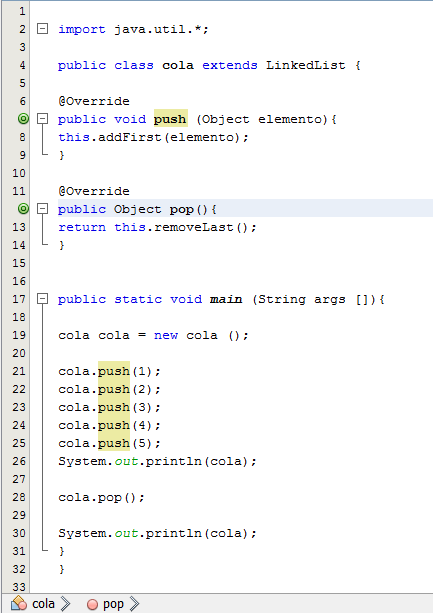 1
2 import java.util.*;
3
4 public class cola extends LinkedList {
5
6 @Override
public void push (Object elemento){
8 this.addFirst(elemento);
9 }
10
11 @Override
public Object pop(){
13 return this.removeLast();
14 }
15
16
17 public static void main (String args []){
18
19 cola cola = new cola ();
20
21 cola.push(1);
22 cola.push(2);
23 cola.push(3);
24 cola.push(4);
25 cola.push(5);
26 System.out.println(cola);
27
28 cola.pop();
29
30 System.out.println(cola);
31 }
32 }
33
cola pop